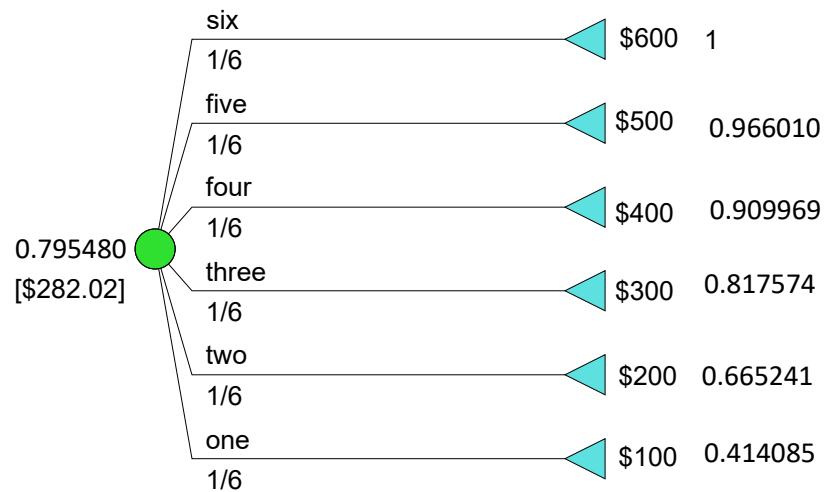 six
1/6
$600 1
five
1/6
$500 0.966010
four
1/6
$400 0.909969
0.795480
[$282.02]
three
1/6
$300 0.817574
two
1/6
$200 0.665241
one
1/6
$100 0.414085